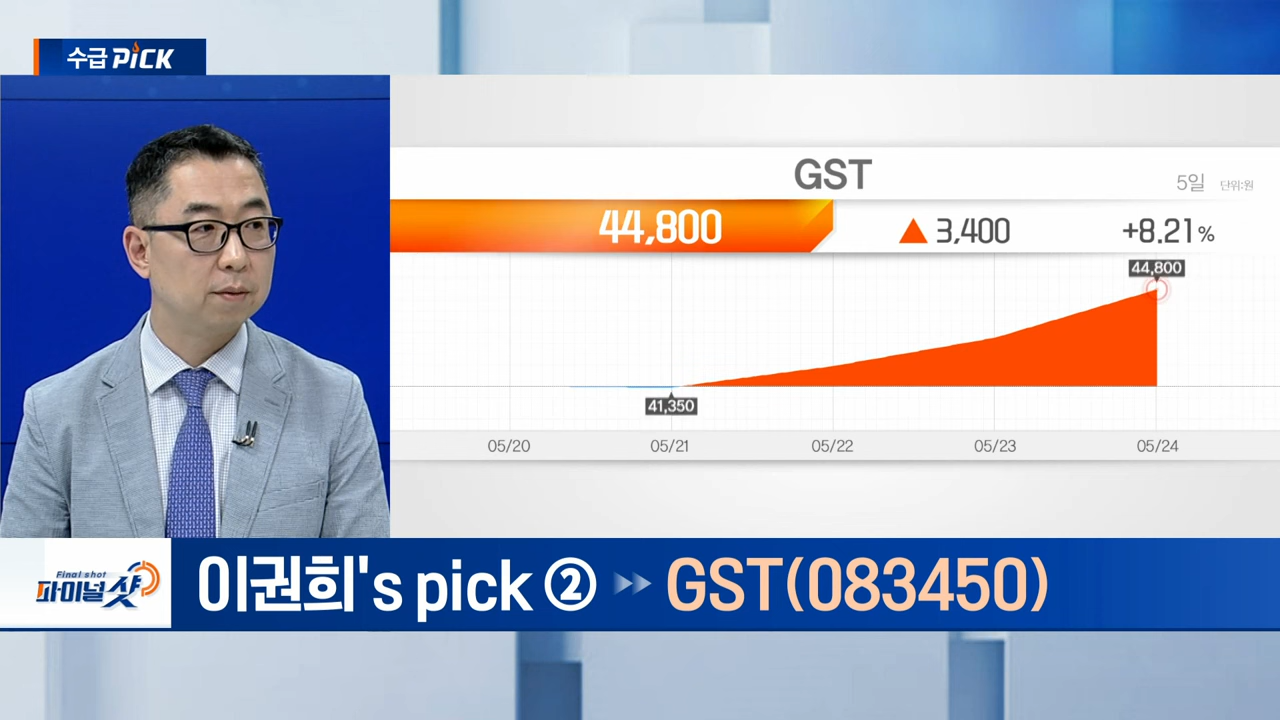 수급 PiCK
GST
5일 단위:원
44,800 ▲ 3,400 +8.21%
44,800
41,350
05/20 05/21 05/22 05/23 05/24
Final shot
파이널샷
이권희's pick ② GST(083450)